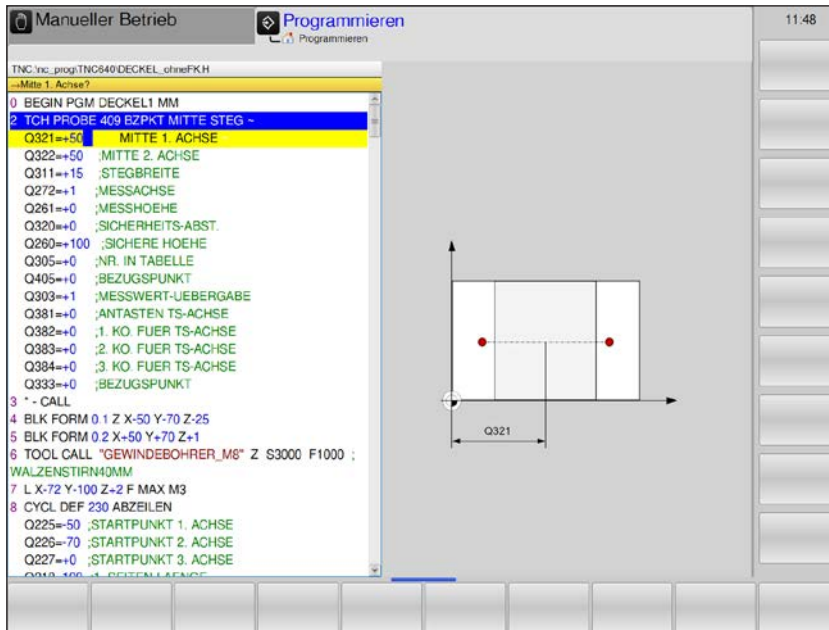 Manueller Betrieb
Programmieren
Programmieren
11:48
TNC:\nc_prog\TNC640\DECKEL_ohneFK.H
→Mitte 1. Achse?
0 BEGIN PGM DECKEL1 MM
2 TCH PROBE 409 BZPKT MITTE STEG ~
Q321=+50 MITTE 1. ACHSE
Q322=+50 ;MITTE 2. ACHSE
Q311=+15 ;STEGBREITE
Q272=+1 ;MESSACHSE
Q261=+0 ;MESSHOEHE
Q320=+0 ;SICHERHEITS-ABST.
Q260=+100 ;SICHERE HOEHE
Q305=+0 ;NR. IN TABELLE
Q405=+0 ;BEZUGSPUNKT
Q303=+1 ;MESSWERT-UEBERGABE
Q381=+0 ;ANTASTEN TS-ACHSE
Q382=+0 ;1. KO. FUER TS-ACHSE
Q383=+0 ;2. KO. FUER TS-ACHSE
Q384=+0 ;3. KO. FUER TS-ACHSE
Q333=+0 ;BEZUGSPUNKT
3 * - CALL
4 BLK FORM 0.1 Z X-50 Y-70 Z-25
5 BLK FORM 0.2 X+50 Y+70 Z+1
6 TOOL CALL "GEWINDEBOHRER_M8" Z S3000 F1000 ;
WALZENSTIRN40MM
7 L X-72 Y-100 Z+2 F MAX M3
8 CYCL DEF 230 ABZEILEN
Q225=-50 ;STARTPUNKT 1. ACHSE
Q226=-70 ;STARTPUNKT 2. ACHSE
Q227=+0 ;STARTPUNKT 3. ACHSE
Q321